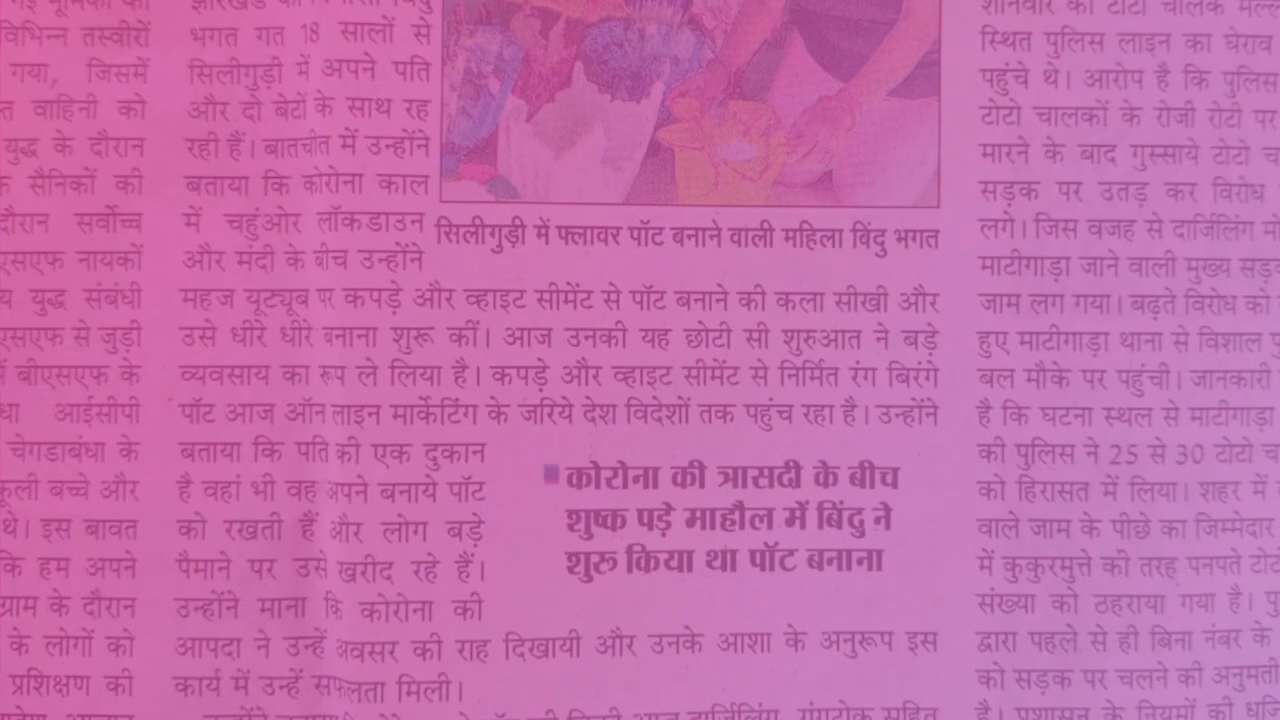 विभिन्न तस्वीरों
गया, जिसमें
वाहिनी को
युद्ध के दौरान
सैनिकों की
दौरान सर्वोच्च
नायकों
युद्ध संबंधी
से जुड़ी
बीएसएफ के
आईसीपी
चेंगडाबंधा के
बच्चे और
थे। इस बावत
कि हम अपने
ग्राम के दौरान
के लोगों को
प्रशिक्षण की
भगत गत 18 सालों से
सिलीगुड़ी में अपने पति
और दो बेटों के साथ रह
रही हैं। बातचीत में उन्होंने
बताया कि कोरोना काल
में चहुंओर लॉकडाउन
और मंदी के बीच उन्होंने
महज यूट्यूब पर कपड़े और व्हाइट सीमेंट से पॉट बनाने की कला सीखी और
उसे धीरे धीरे बनाना शुरू कीं। आज उनकी यह छोटी सी शुरुआत ने बड़े
व्यवसाय का रूप ले लिया है। कपड़े और व्हाइट सीमेंट से निर्मित रंग बिरंगे
पॉट आज ऑनलाइन मार्केटिंग के जरिये देश विदेशों तक पहुंच रहा है। उन्होंने
बताया कि पति की एक दुकान
है वहां भी वह अपने बनाये पॉट
को रखती हैं और लोग बड़े
पैमाने पर उसे खरीद रहे हैं।
उन्होंने माना कि कोरोना की
आपदा ने उन्हें अवसर की राह दिखायी और उनके आशा के अनुरूप इस
कार्य में उन्हें सफलता मिली।
सिलीगुड़ी में फ्लावर पॉट बनाने वाली महिला विंदु भगत
कोरोना की त्रासदी के बीच
शुष्क पड़े माहौल में बिंदु ने
शुरू किया था पॉट बनाना
शनिवार को टोटो चालक
स्थित पुलिस लाइन का घेराव
पहुंचे थे। आरोप है कि पुलिस
टोटो चालकों के रोजी रोटी पर
मारने के बाद गुस्साये टोटो
सड़क पर उतड़ कर विरोध
लगे। जिस वजह से दार्जिलिंग
माटीगाड़ा जाने वाली मुख्य
जाम लग गया। बढ़ते विरोध को
हुए माटीगाड़ा थाना से विशाल
बल मौके पर पहुंची। जानकारी
है कि घटना स्थल से माटीगाड़ा
की पुलिस ने 25 से 30 टोटो
को हिरासत में लिया। शहर में
वाले जाम के पीछे का जिम्मेदार
में कुकुरमुत्ते की तरह पनपते
संख्या को ठहराया गया है।
द्वारा पहले से ही बिना नंबर के
को सड़क पर चलने की अनुमती